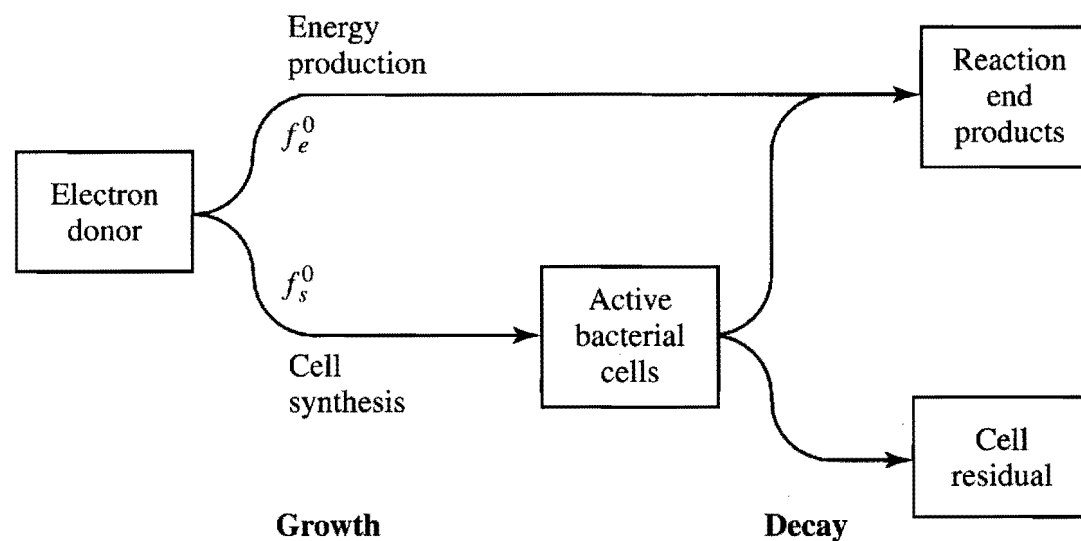 Energy
production
Reaction
end
products
f_e^0
Electron
donor
f_s^0
Active
bacterial
cells
Cell
synthesis
Cell
residual
Growth
Decay